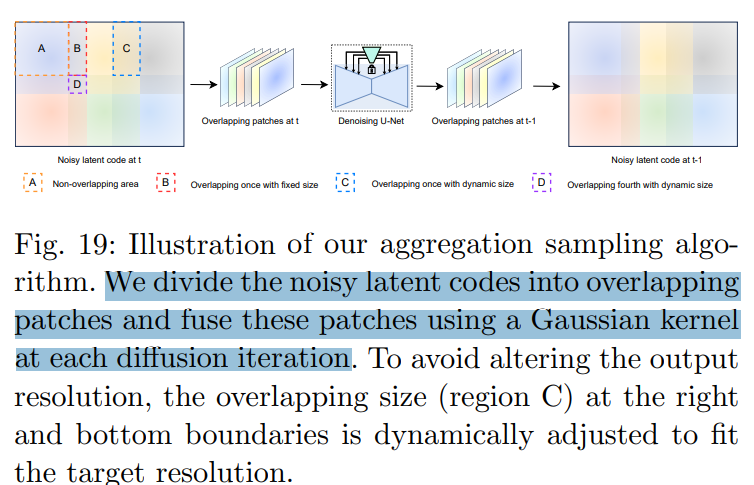 A
B
C
D
Overlapping patches at t
Denoising U-Net
Overlapping patches at t-1
Noisy latent code at t
Noisy latent code at t-1
A Non-overlapping area
B Overlapping once with fixed size
C Overlapping once with dynamic size
D Overlapping fourth with dynamic size
Fig. 19: Illustration of our aggregation sampling algo-
rithm. We divide the noisy latent codes into overlapping
patches and fuse these patches using a Gaussian kernel
at each diffusion iteration. To avoid altering the output
resolution, the overlapping size (region C) at the right
and bottom boundaries is dynamically adjusted to fit
the target resolution.